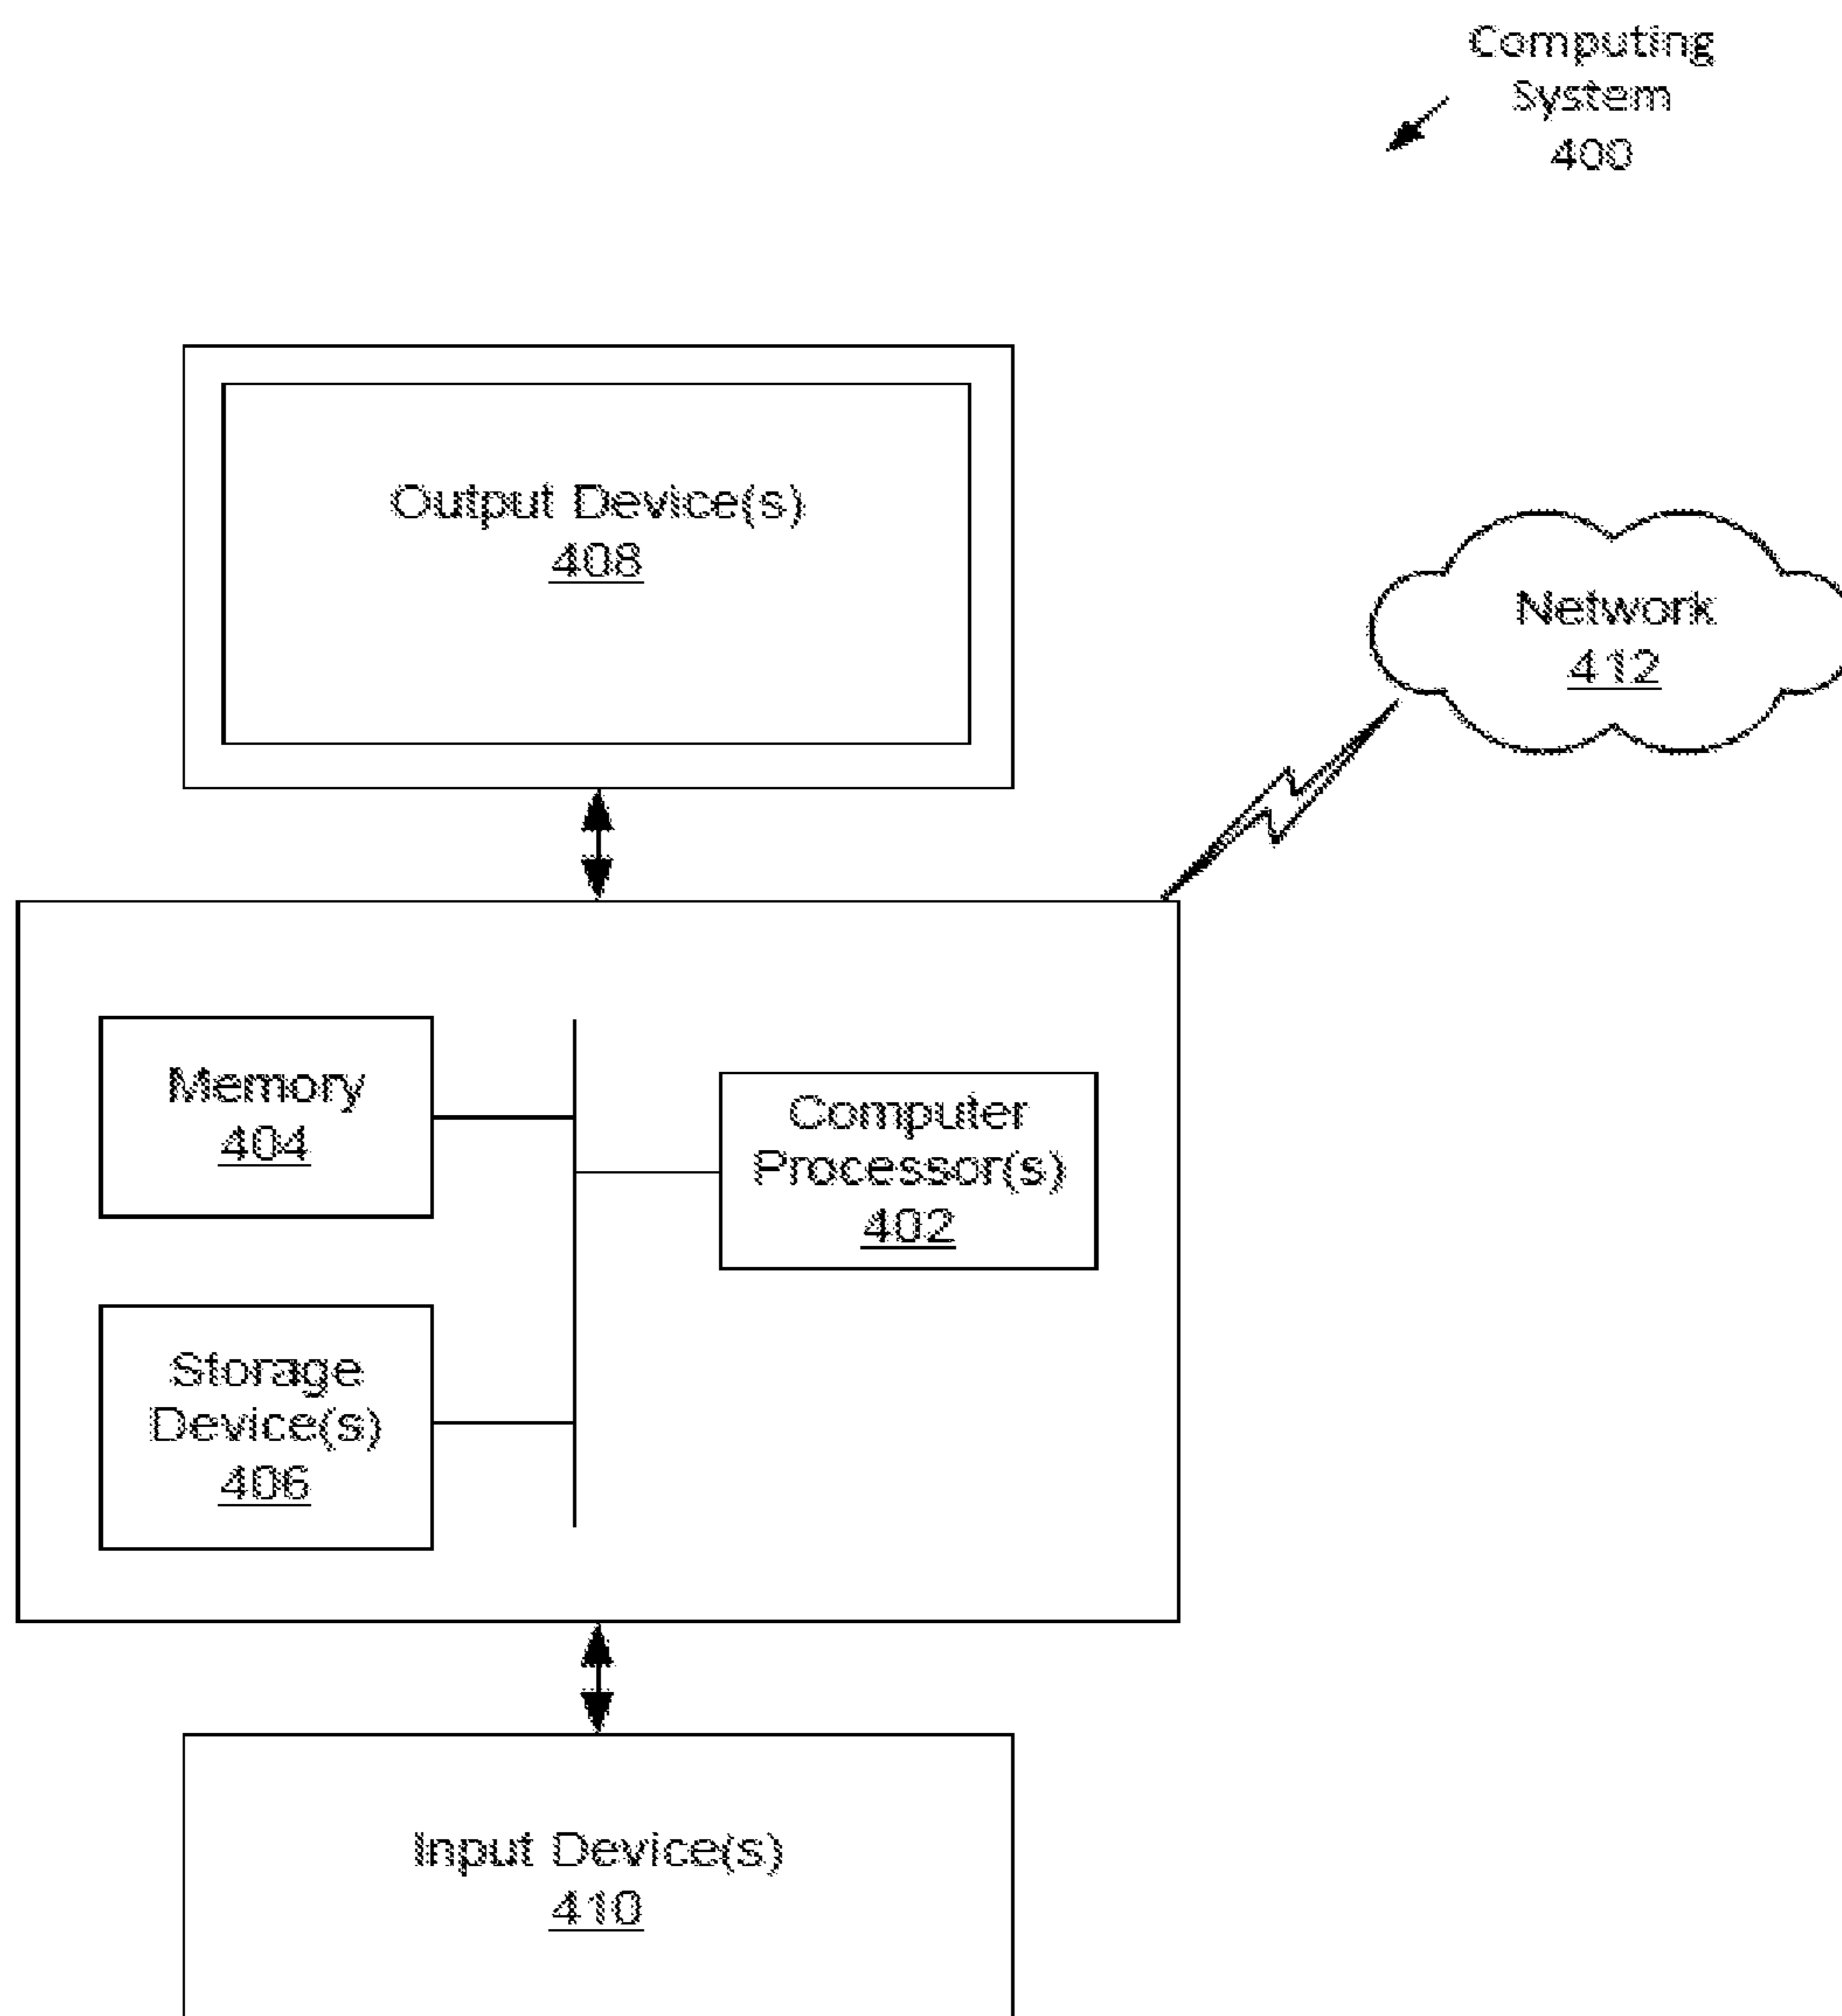 Computing
System
400
Output Device(s)
408
Network
412
Memory
404
Computer
Processor(s)
402
Storage
Device(s)
406
Input Device(s)
410